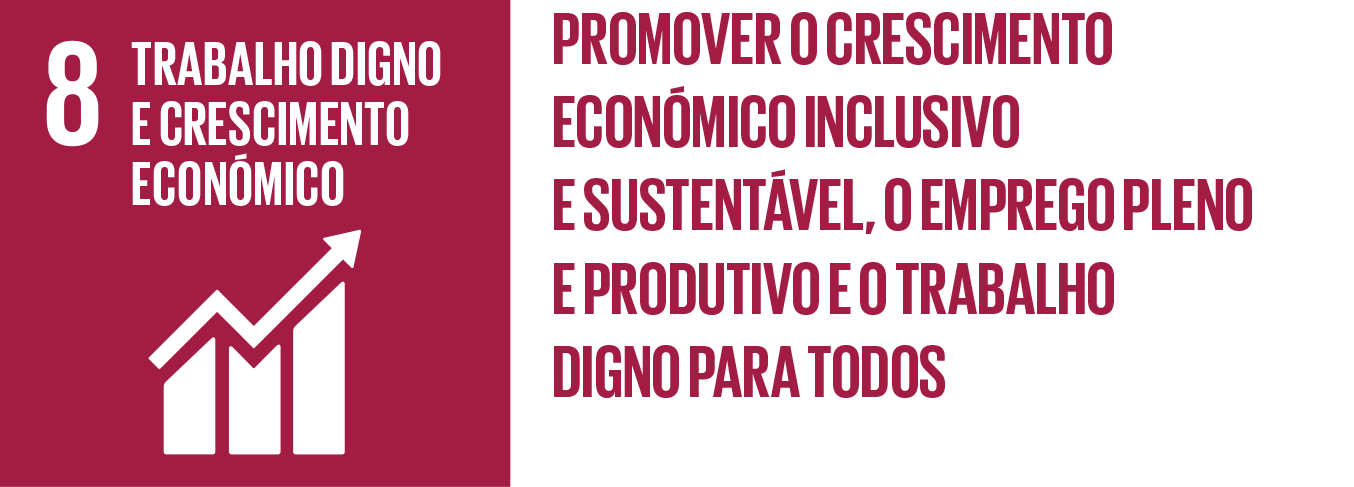 8
TRABALHO DIGNO
E CRESCIMENTO
ECONÓMICO
PROMOVER O CRESCIMENTO
ECONÓMICO INCLUSIVO
E SUSTENTÁVEL, O EMPREGO PLENO
E PRODUTIVO E O TRABALHO
DIGNO PARA TODOS